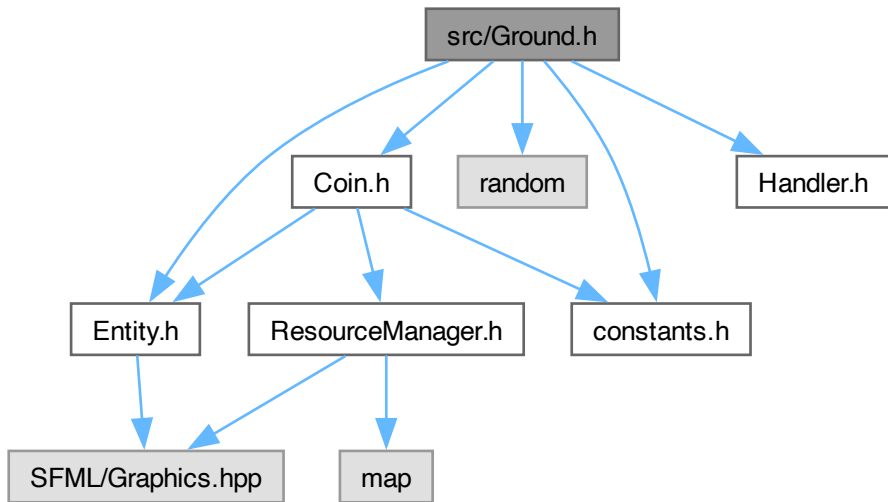 src/Ground.h
Coin.h
random
Handler.h
Entity.h
ResourceManager.h
constants.h
SFML/Graphics.hpp
map